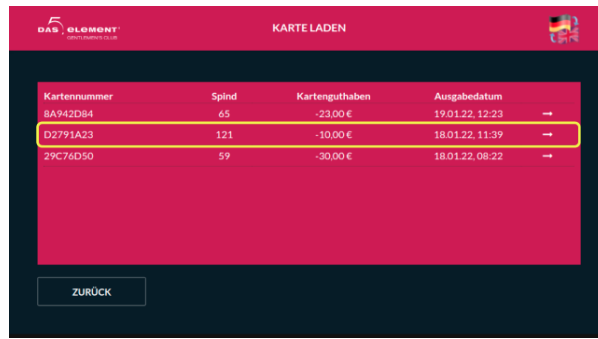 DAS 5. ELEMENT
GENTLEMEN'S CLUB
KARTE LADEN
Kartennummer Spind Kartenguthaben Ausgabedatum
8A942D84 65 -23,00 € 19.01.22, 12:23 →
D2791A23 121 -10,00 € 18.01.22, 11:39 →
29C76D50 59 -30,00 € 18.01.22, 08:22 →
ZURÜCK